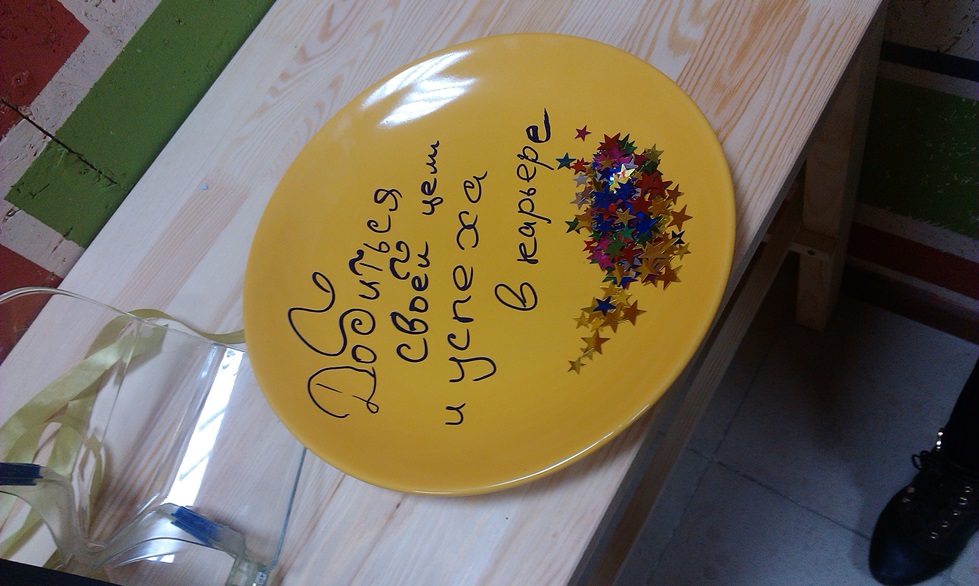 Добиться
своей цели
и успеха
в карьере